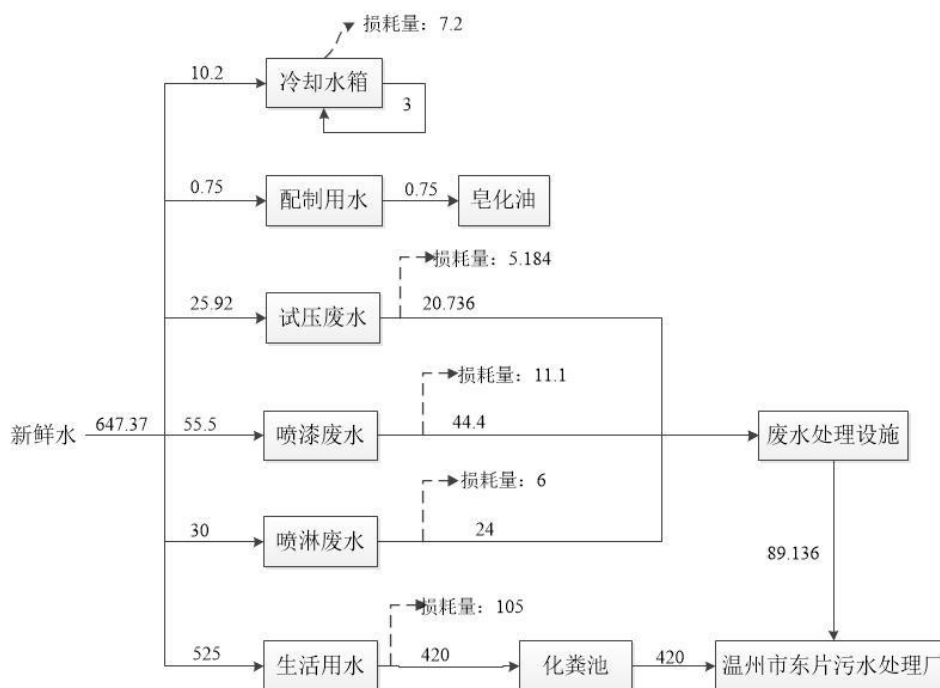 损耗量：7.2
10.2
冷却水箱
3
0.75
配制用水
0.75
皂化油
损耗量：5.184
25.92
试压废水
20.736
损耗量：11.1
新鲜水
647.37
55.5
喷漆废水
44.4
废水处理设施
损耗量：6
30
喷淋废水
24
89.136
损耗量：105
525
生活用水
420
化粪池
420
温州市东片污水处理厂